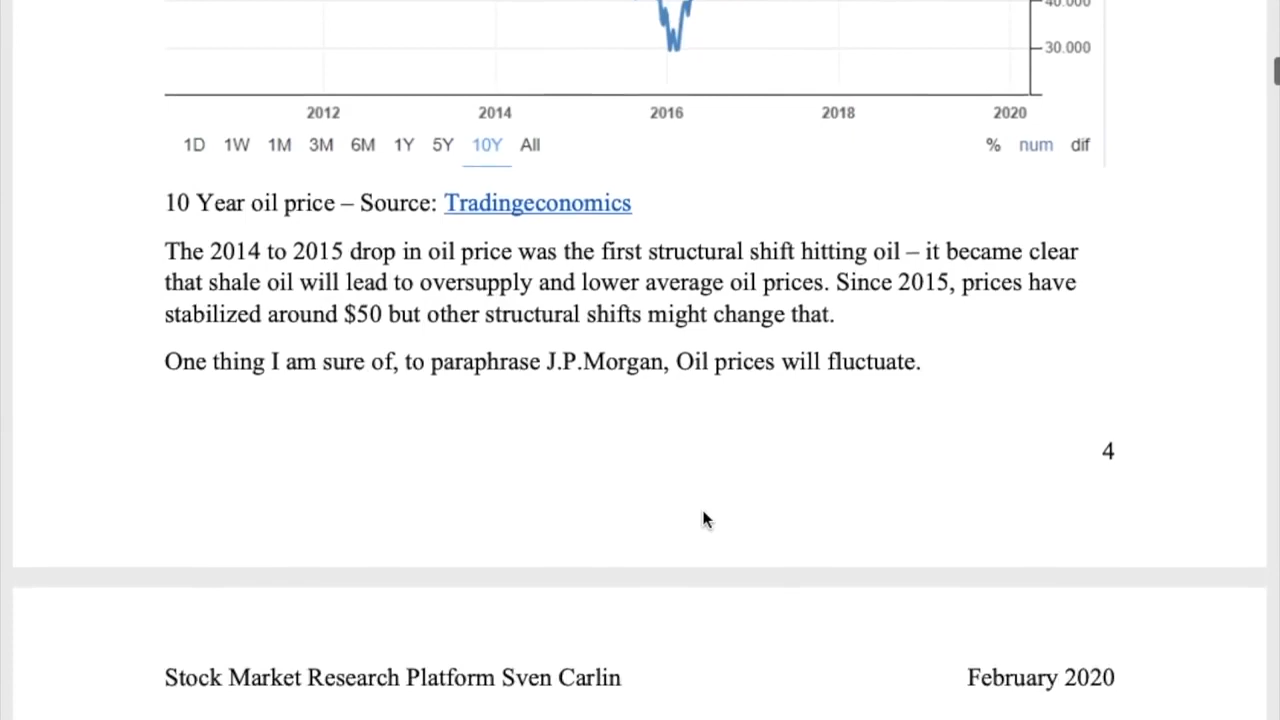 40.000
30.000
2012 2014 2016 2018 2020
1D 1W 1M 3M 6M 1Y 5Y 10Y All % num dif
10 Year oil price – Source: Tradingeconomics
The 2014 to 2015 drop in oil price was the first structural shift hitting oil – it became clear
that shale oil will lead to oversupply and lower average oil prices. Since 2015, prices have
stabilized around $50 but other structural shifts might change that.
One thing I am sure of, to paraphrase J.P.Morgan, Oil prices will fluctuate.
4
Stock Market Research Platform Sven Carlin February 2020